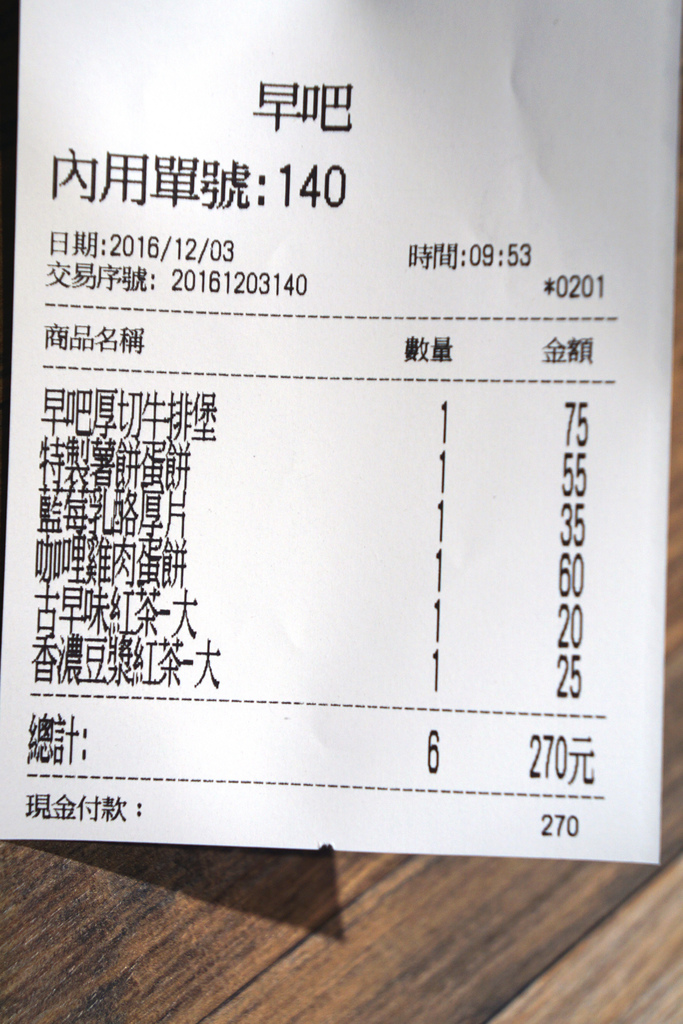 早吧
內用單號:140
日期:2016/12/03 時間:09:53
交易序號: 20161203140 *0201
商品名稱 數量 金額
早吧厚切牛排堡 1 75
特製薯餅蛋餅 1 55
藍莓乳酪厚片 1 35
咖哩雞肉蛋餅 1 60
古早味紅茶-大 1 20
香濃豆漿紅茶-大 1 25
總計: 6 270元
現金付款： 270